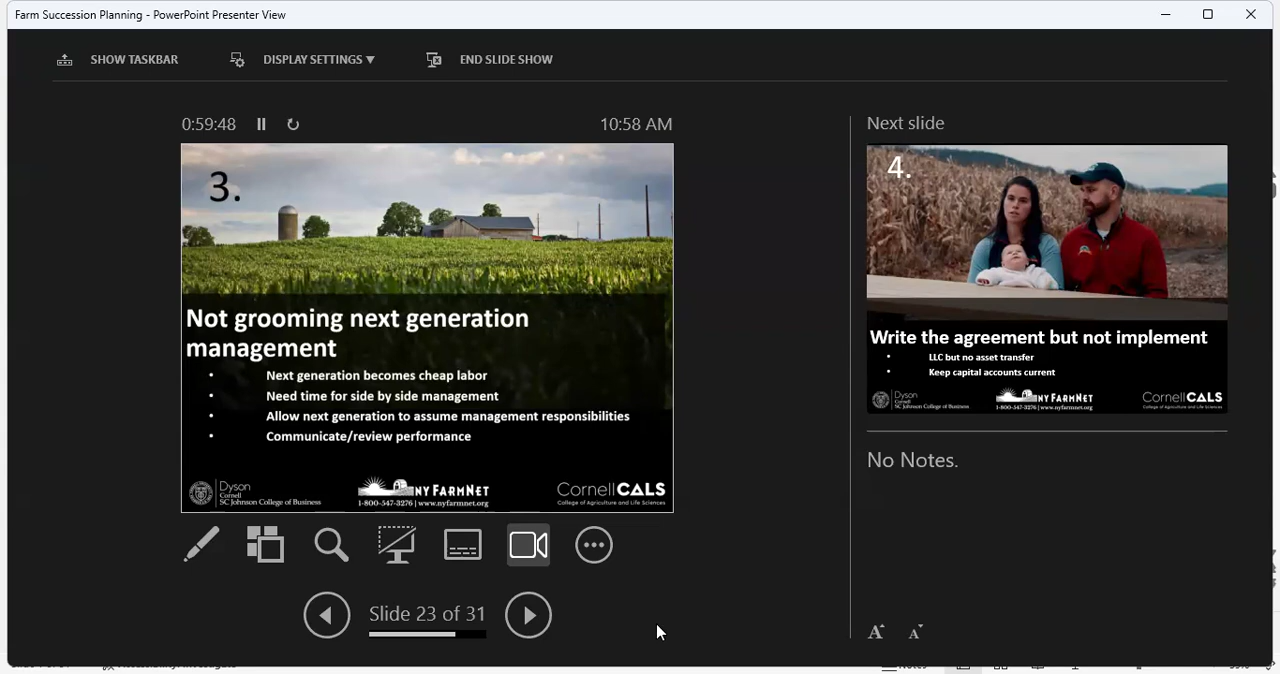 Farm Succession Planning - PowerPoint Presenter View
SHOW TASKBAR
DISPLAY SETTINGS ▼
END SLIDE SHOW
0:59:48
10:58 AM
3.
Not grooming next generation
management
• Next generation becomes cheap labor
• Need time for side by side management
• Allow next generation to assume management responsibilities
• Communicate/review performance
Dyson
Cornell
SC Johnson College of Business
NY FARMNET
1-800-547-3276 | www.nyfarmnet.org
CornellCALS
College of Agriculture and Life Sciences
Slide 23 of 31
Next slide
4.
Write the agreement but not implement
• LLC but no asset transfer
• Keep capital accounts current
Dyson
Cornell
SC Johnson College of Business
NY FARMNET
1-800-547-3276 | www.nyfarmnet.org
CornellCALS
College of Agriculture and Life Sciences
No Notes.
A A